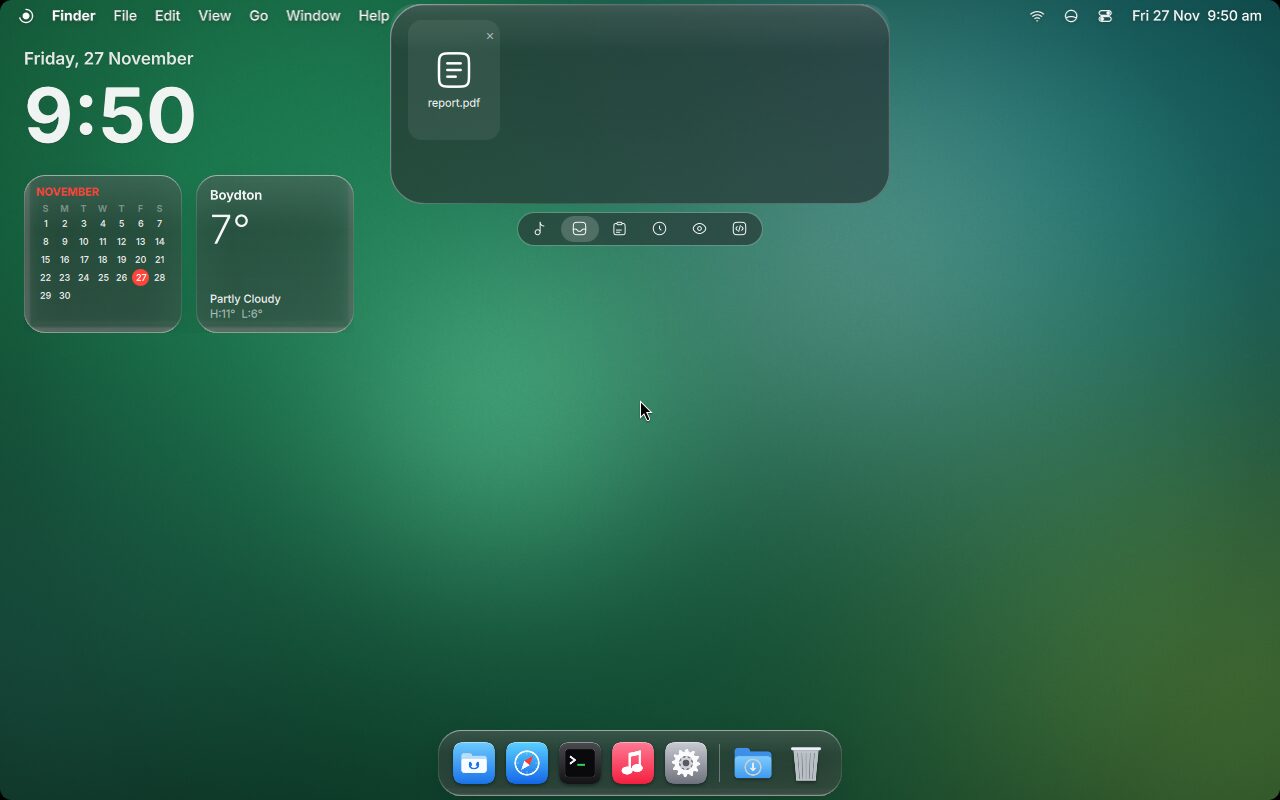 Finder File Edit View Go Window Help
Fri 27 Nov 9:50 am
Friday, 27 November
9:50
report.pdf
NOVEMBER
S M T W T F S
1 2 3 4 5 6 7
8 9 10 11 12 13 14
15 16 17 18 19 20 21
22 23 24 25 26 27 28
29 30
Boydton
7°
Partly Cloudy
H:11° L:6°